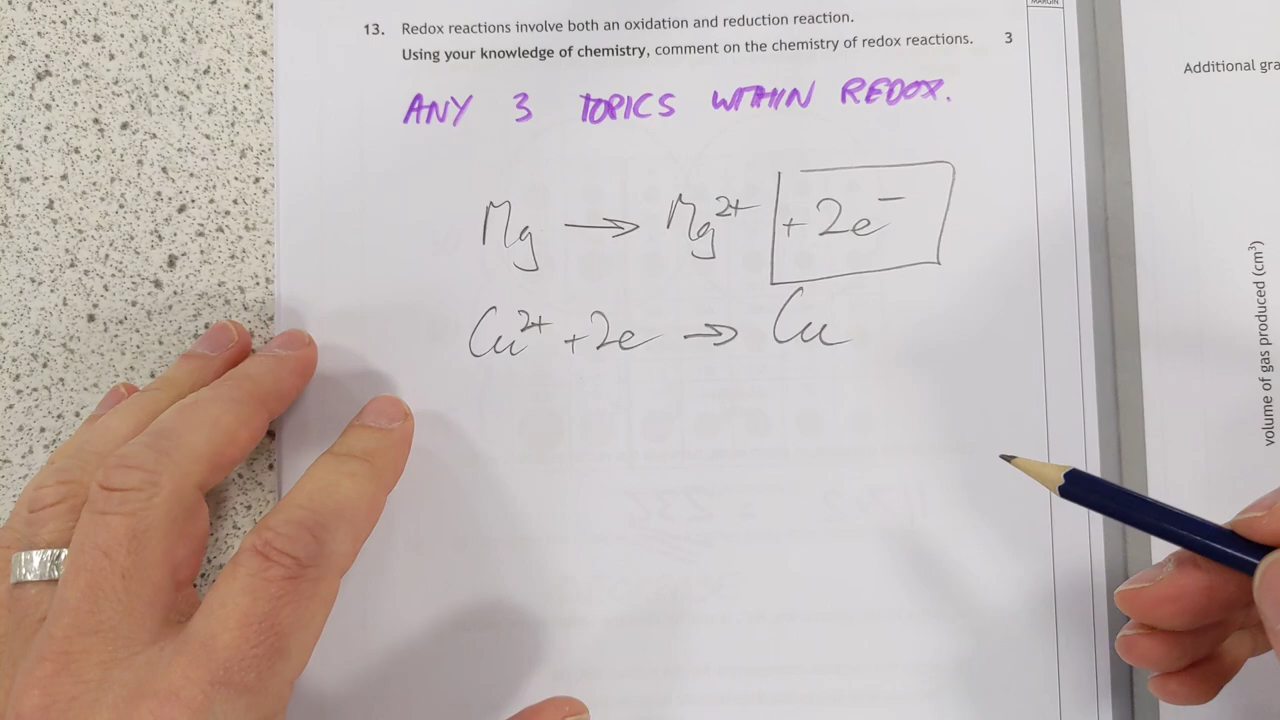 MARGIN
13. Redox reactions involve both an oxidation and reduction reaction.
Using your knowledge of chemistry, comment on the chemistry of redox reactions. 3
ANY 3 TOPICS WITHIN REDOX.
Mg → Mg²⁺ + 2e⁻
Cu²⁺ + 2e → Cu
Additional gra
volume of gas produced (cm³)